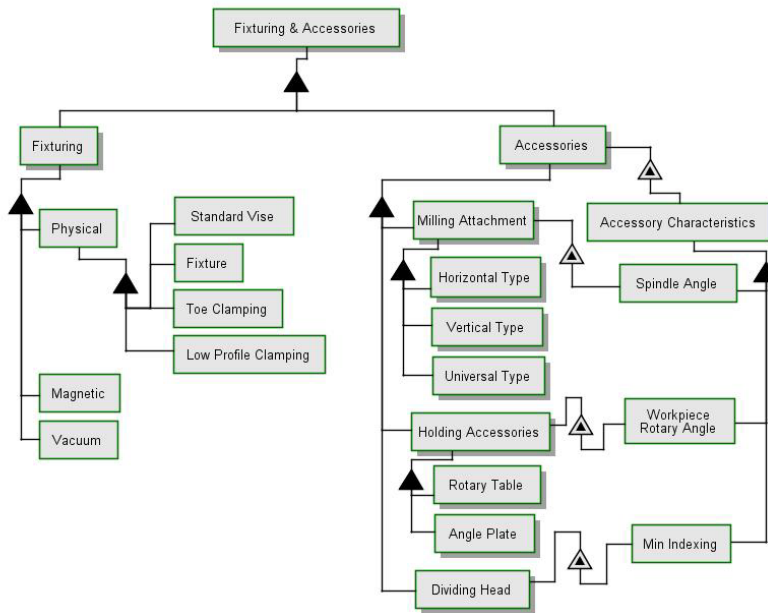 Fixturing & Accessories
Fixturing
Accessories
Physical
Standard Vise
Milling Attachment
Accessory Characteristics
Fixture
Horizontal Type
Spindle Angle
Toe Clamping
Vertical Type
Low Profile Clamping
Universal Type
Magnetic
Vacuum
Holding Accessories
Workpiece
Rotary Angle
Rotary Table
Angle Plate
Min Indexing
Dividing Head